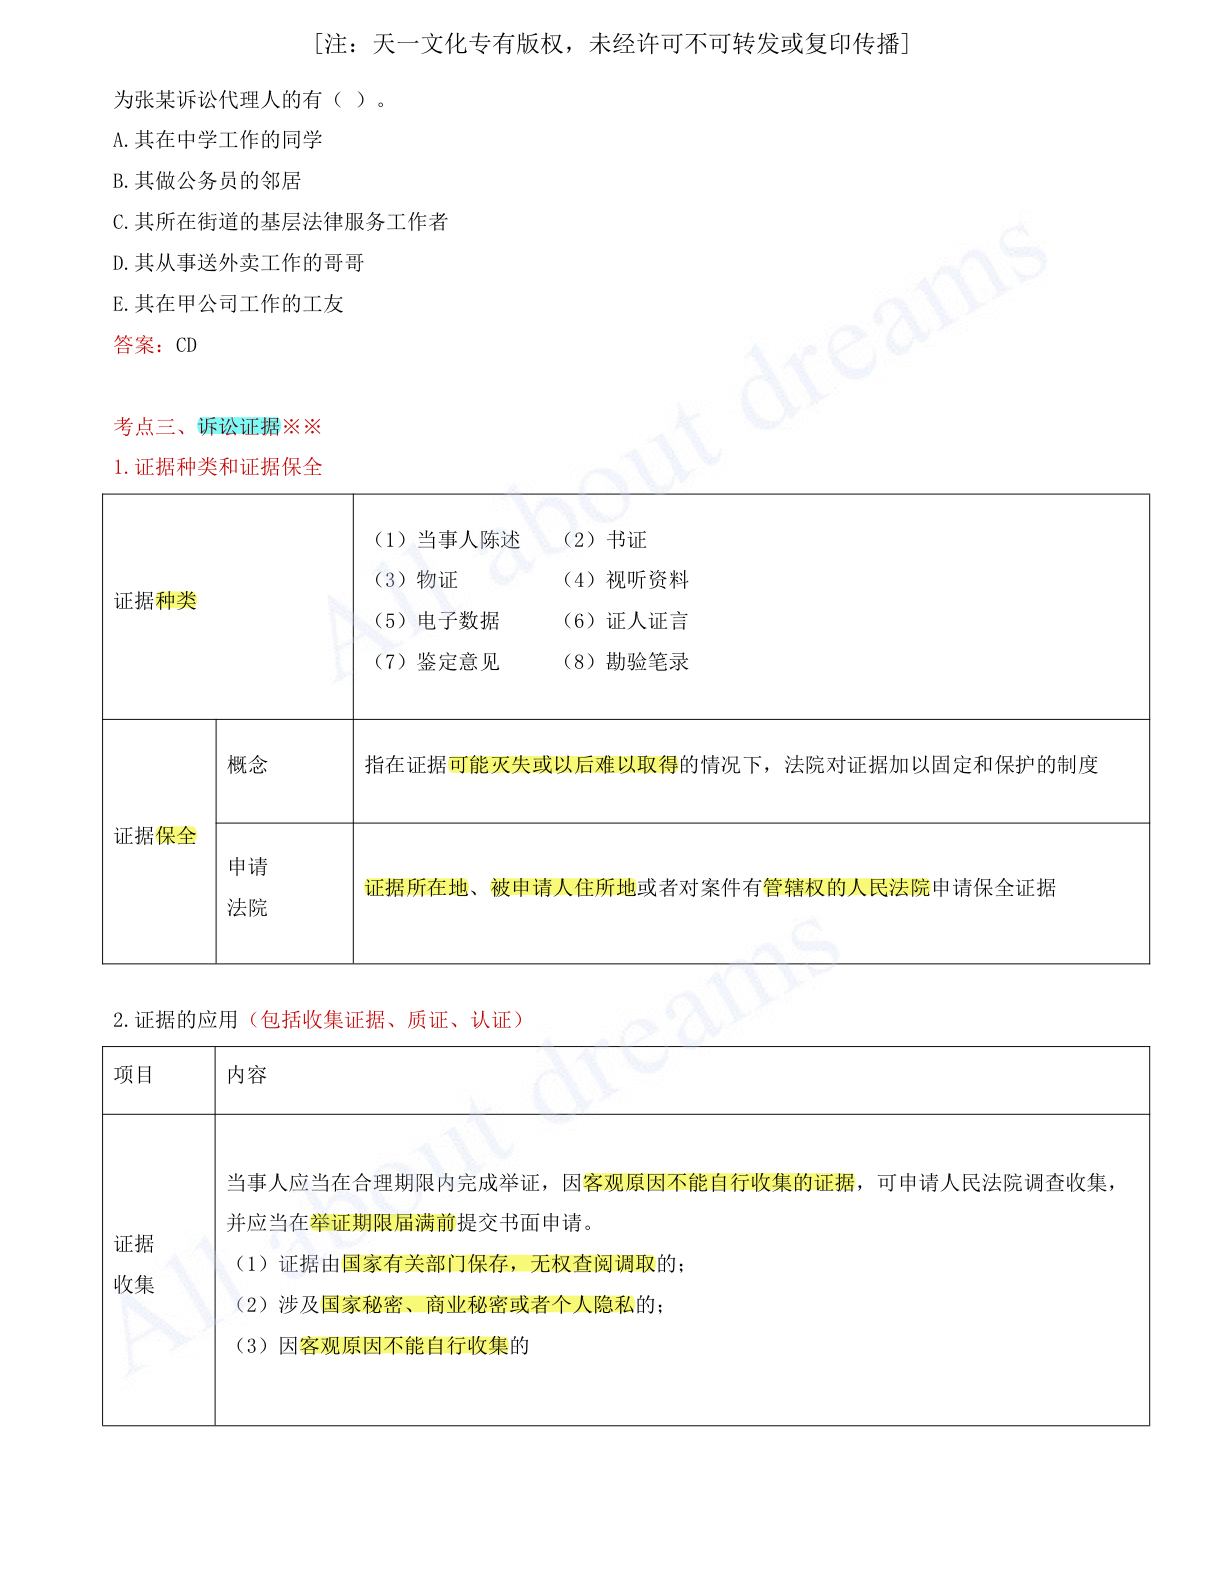 [注：天一文化专有版权，未经许可不可转发或复印传播]
为张某诉讼代理人的有（ ）。
A.其在中学工作的同学
B.其做公务员的邻居
C.其所在街道的基层法律服务工作者
D.其从事送外卖工作的哥哥
E.其在甲公司工作的工友
答案：CD
考点三、诉讼证据※※
1.证据种类和证据保全
证据种类
（1）当事人陈述 （2）书证
（3）物证 （4）视听资料
（5）电子数据 （6）证人证言
（7）鉴定意见 （8）勘验笔录
证据保全
概念
指在证据可能灭失或以后难以取得的情况下，法院对证据加以固定和保护的制度
申请
法院
证据所在地、被申请人住所地或者对案件有管辖权的人民法院申请保全证据
2.证据的应用（包括收集证据、质证、认证）
项目 内容
证据
收集
当事人应当在合理期限内完成举证，因客观原因不能自行收集的证据，可申请人民法院调查收集，
并应当在举证期限届满前提交书面申请。
（1）证据由国家有关部门保存，无权查阅调取的；
（2）涉及国家秘密、商业秘密或者个人隐私的；
（3）因客观原因不能自行收集的
All about dreams
All about dreams